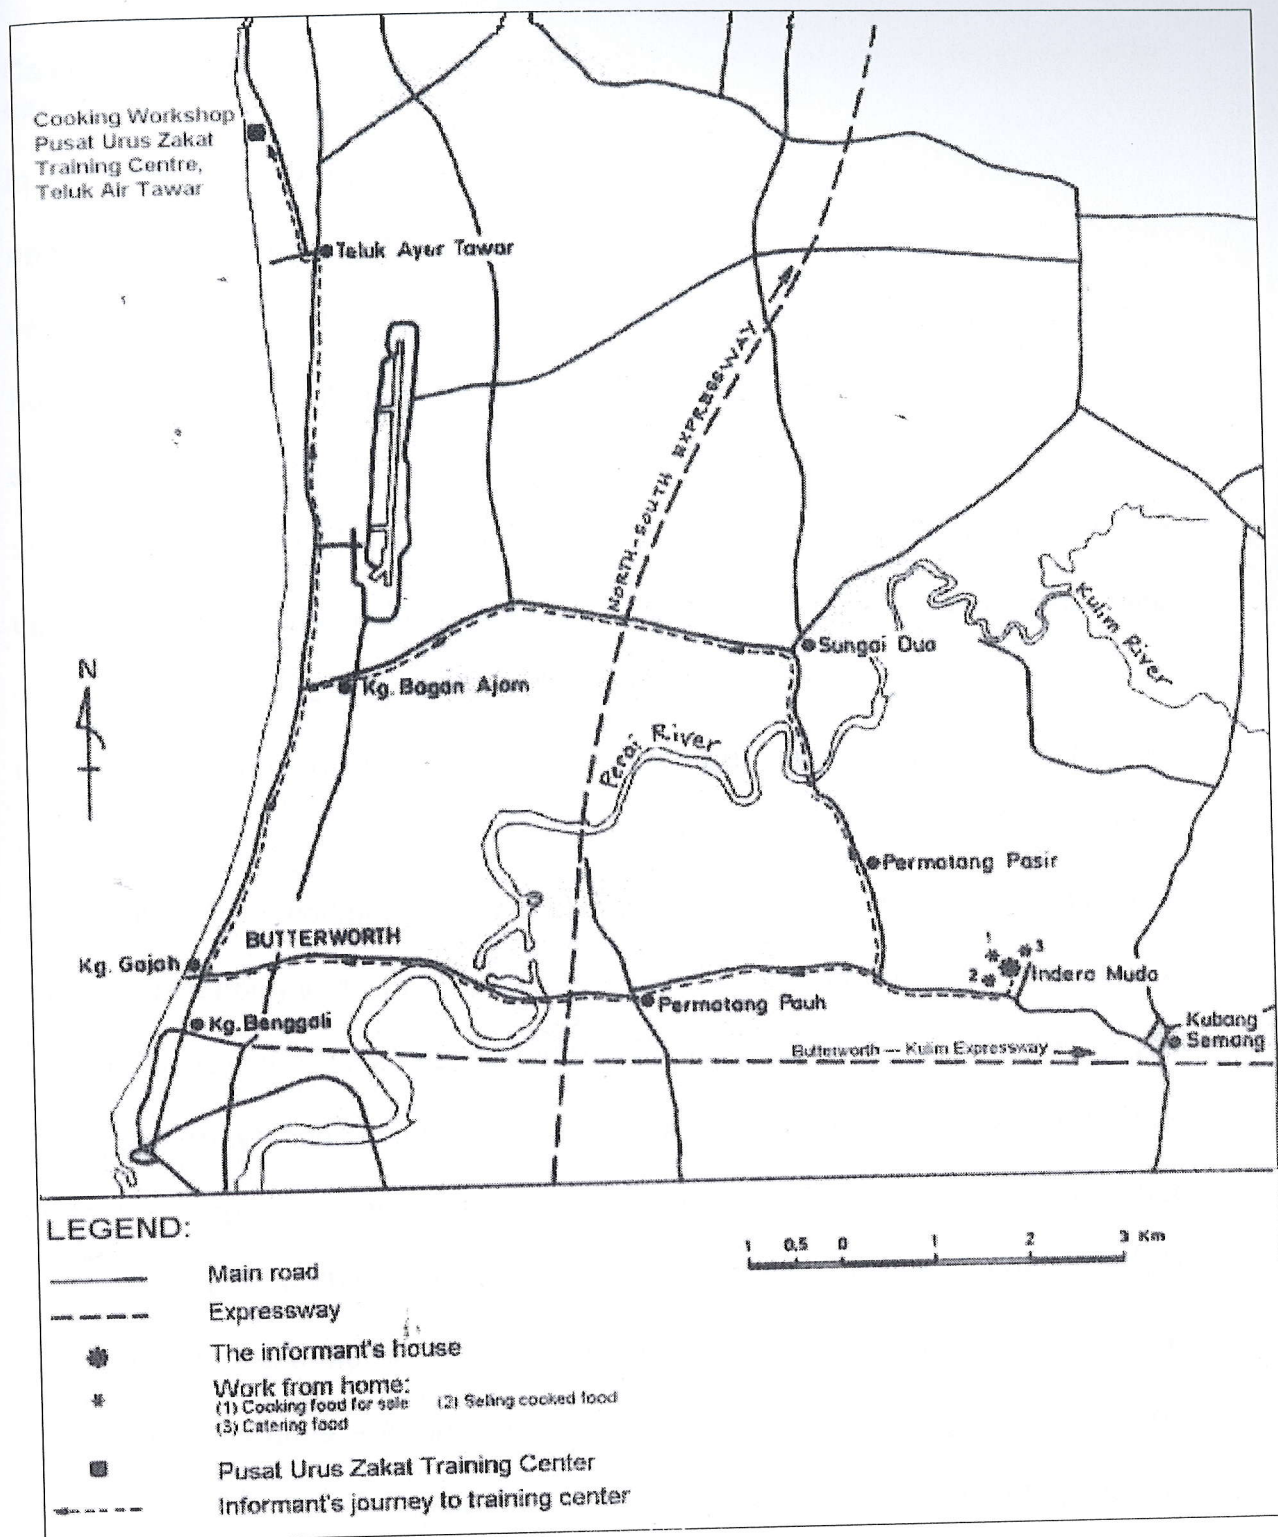 Cooking Workshop
Pusat Urus Zakat
Training Centre,
Teluk Air Tawar
Teluk Ayer Tawar
NORTH-SOUTH EXPRESSWAY
Kulim River
Sungai Dua
N
Kg. Bagan Ajam
Perai River
Permatang Pasir
BUTTERWORTH
Kg. Gajah
1
3
2
Indera Muda
Permatang Pauh
Kg. Benggali
Kubang
Semang
Butterworth — Kulim Expressway
LEGEND:
1 0.5 0 1 2 3 Km
Main road
Expressway
The informant's house
Work from home:
(1) Cooking food for sale (2) Seling cooked food
(3) Catering food
Pusat Urus Zakat Training Center
Informant's journey to training center